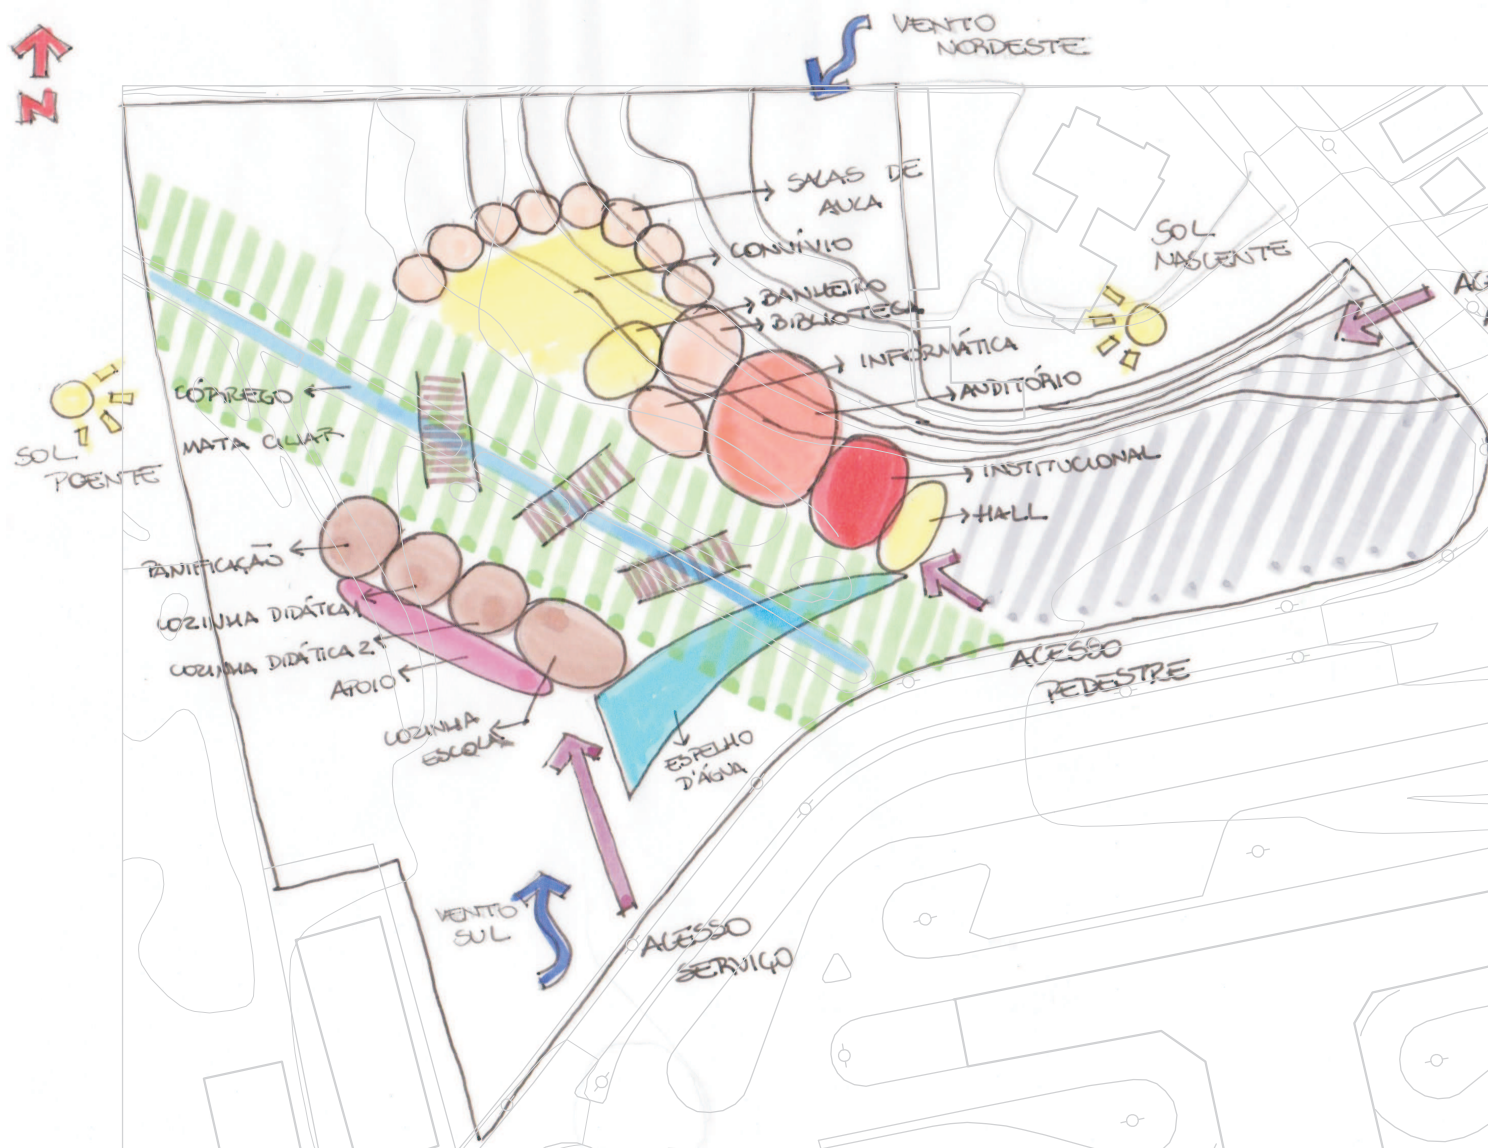 N
VENTO
NORDESTE
SALAS DE
AULA
CONVÍVIO
BANHEIRO
BIBLIOTECA
INFORMÁTICA
AUDITÓRIO
INSTITUCIONAL
HALL
SOL
NASCENTE
SOL
POENTE
CÓRREGO
MATA CILIAR
PANIFICAÇÃO
COZINHA DIDÁTICA 1
COZINHA DIDÁTICA 2
APOIO
COZINHA
ESCOLA
ESPELHO
D'ÁGUA
ACESSO
PEDESTRE
VENTO
SUL
ACESSO
SERVIÇO